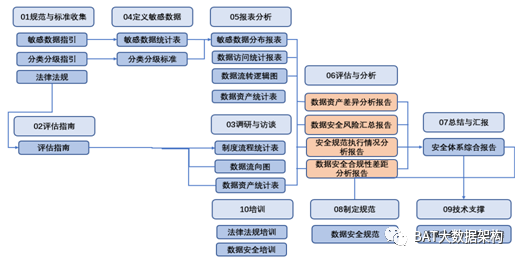 01规范与标准收集
敏感数据指引
分类分级指引
法律法规
04定义敏感数据
敏感数据统计表
分类分级标准
05报表分析
敏感数据分布报表
数据访问统计报表
数据流转逻辑图
数据资产统计表
02评估指南
评估指南
03调研与访谈
制度流程统计表
数据流向图
数据资产统计表
06评估与分析
数据资产差异分析报告
数据安全风险汇总报告
安全规范执行情况分
析报告
数据安全合规性差距
分析报告
07总结与汇报
安全体系综合报告
10培训
法律法规培训
数据安全培训
08制定规范
数据安全规范
09技术支撑
BAT大数据架构